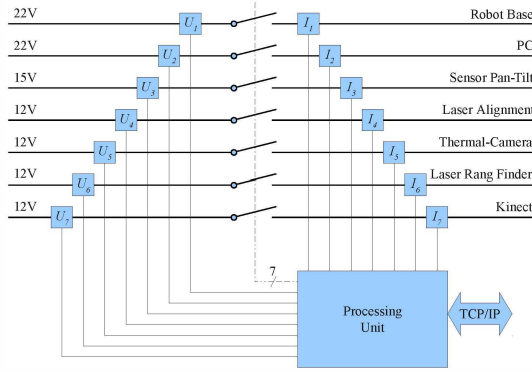 22V U1 I1 Robot Base
22V U2 I2 PC
15V U3 I3 Sensor Pan-Tilt
12V U4 I4 Laser Alignment
12V U5 I5 Thermal-Camera
12V U6 I6 Laser Rang Finder
12V U7 I7 Kinect
7
Processing
Unit
TCP/IP